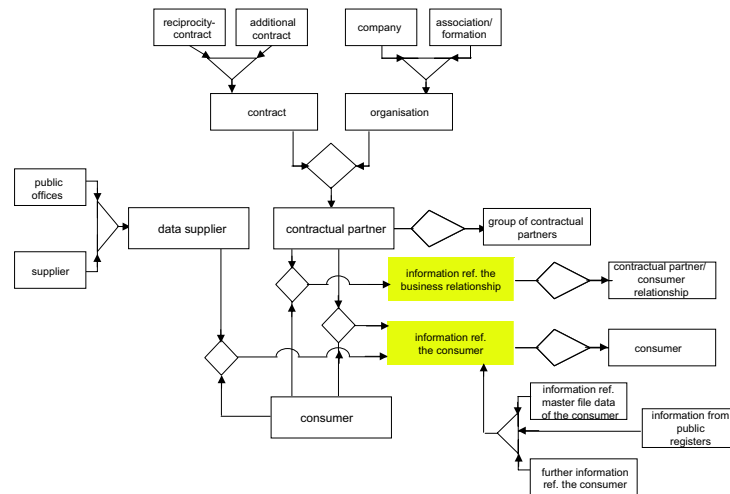 reciprocity-
contract
additional
contract
company
association/
formation
contract
organisation
public
offices
data supplier
contractual partner
group of contractual
partners
supplier
information ref. the
business relationship
contractual partner/
consumer
relationship
information ref.
the consumer
consumer
information ref.
master file data
of the consumer
consumer
information from
public
registers
further information
ref. the consumer